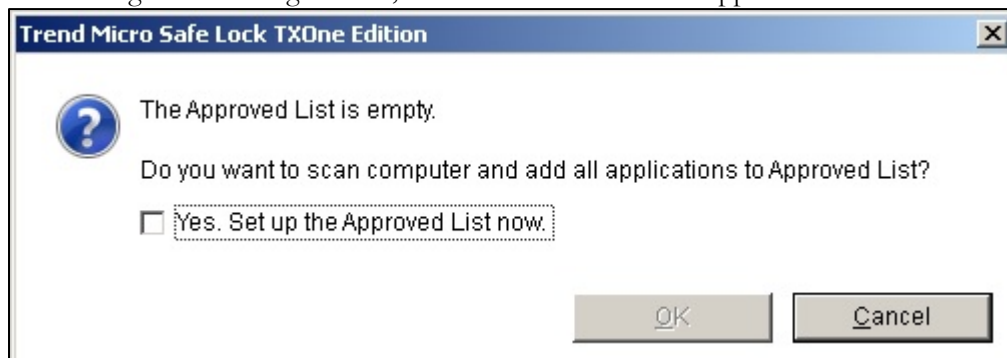 Trend Micro Safe Lock TXOne Edition
The Approved List is empty.
Do you want to scan computer and add all applications to Approved List?
Yes. Set up the Approved List now.
OK
Cancel